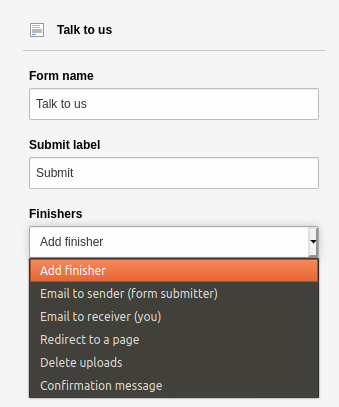 Talk to us
Form name
Talk to us
Submit label
Submit
Finishers
Add finisher
Add finisher
Email to sender (form submitter)
Email to receiver (you)
Redirect to a page
Delete uploads
Confirmation message